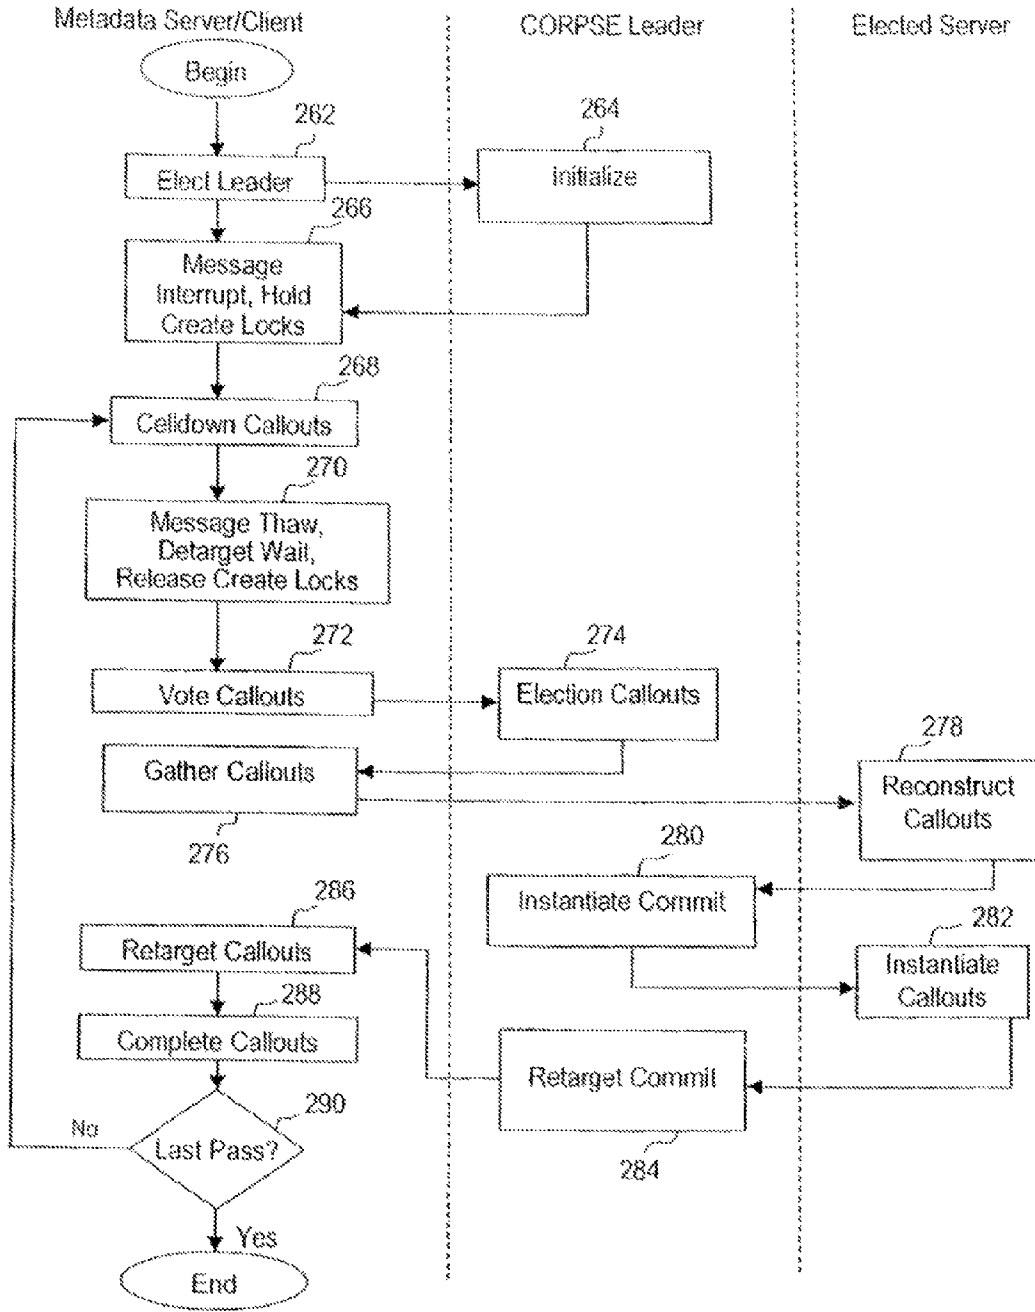 Metadata Server/Client
CORPSE Leader
Elected Server
Begin
262
264
Elect Leader
Initialize
266
Message
Interrupt, Hold
Create Locks
268
Celldown Callouts
270
Message Thaw,
Detarget Wait,
Release Create Locks
272
274
Vote Callouts
Election Callouts
278
Gather Callouts
Reconstruct
Callouts
276
280
286
Instantiate Commit
282
Retarget Callouts
Instantiate
Callouts
288
Complete Callouts
Retarget Commit
290
No
Last Pass?
284
Yes
End